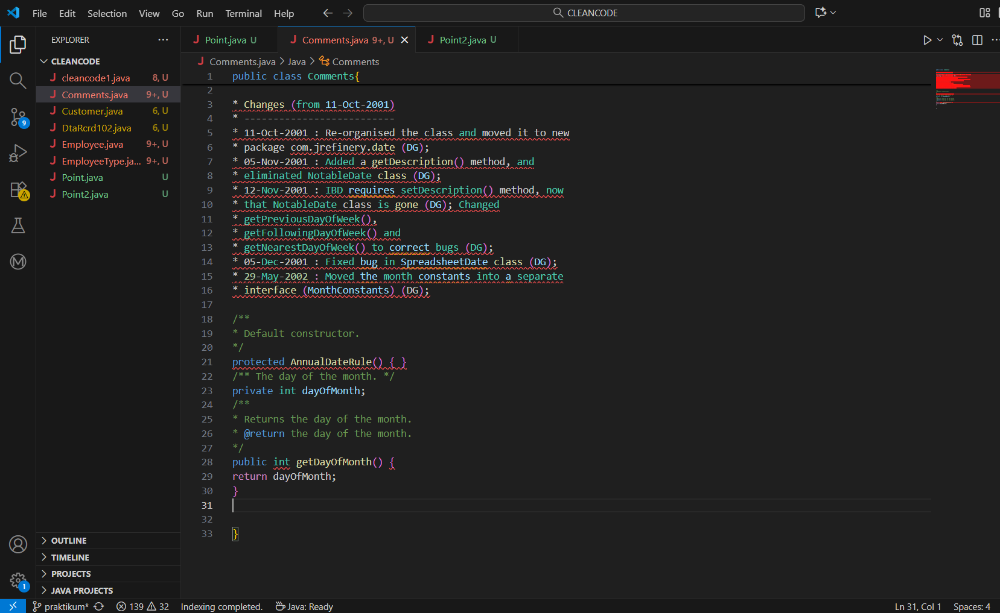 File Edit Selection View Go Run Terminal Help
CLEANCODE
EXPLORER
CLEANCODE
cleancode1.java 8, U
Comments.java 9+, U
Customer.java 6, U
DtaRcrd102.java 6, U
Employee.java 9+, U
EmployeeType.ja... 9+, U
Point.java U
Point2.java U
OUTLINE
TIMELINE
PROJECTS
JAVA PROJECTS
9
1
Point.java U
Comments.java 9+, U
Point2.java U
Comments.java > Java > Comments
1 public class Comments{
2
3 * Changes (from 11-Oct-2001)
4 * --------------------------
5 * 11-Oct-2001 : Re-organised the class and moved it to new
6 * package com.jrefinery.date (DG);
7 * 05-Nov-2001 : Added a getDescription() method, and
8 * eliminated NotableDate class (DG);
9 * 12-Nov-2001 : IBD requires setDescription() method, now
10 * that NotableDate class is gone (DG); Changed
11 * getPreviousDayOfWeek(),
12 * getFollowingDayOfWeek() and
13 * getNearestDayOfWeek() to correct bugs (DG);
14 * 05-Dec-2001 : Fixed bug in SpreadsheetDate class (DG);
15 * 29-May-2002 : Moved the month constants into a separate
16 * interface (MonthConstants) (DG);
17
18 /**
19 * Default constructor.
20 */
21 protected AnnualDateRule() { }
22 /** The day of the month. */
23 private int dayOfMonth;
24 /**
25 * Returns the day of the month.
26 * @return the day of the month.
27 */
28 public int getDayOfMonth() {
29 return dayOfMonth;
30 }
31
32
33 }
praktikum* 139 32 Indexing completed. Java: Ready Ln 31, Col 1 Spaces: 4